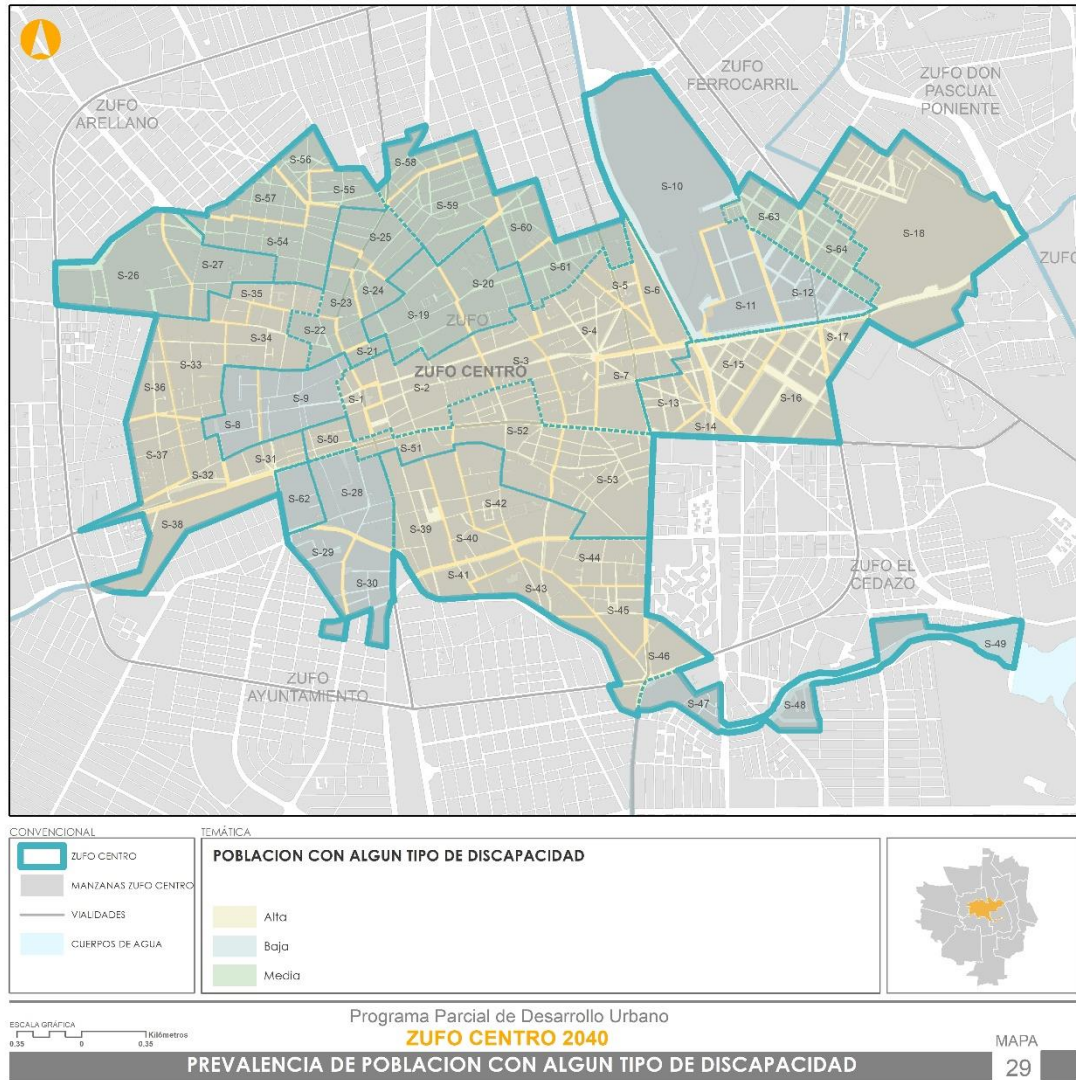 ZUFO
FERROCARRIL
ZUFO DON
PASCUAL
PONIENTE
ZUFO
ARELLANO
S-56
S-58
S-55
S-57
S-59
S-10
S-63
S-25
S-60
S-54
S-18
S-64
S-61
S-26
S-27
S-24
S-20
S-5
S-6
S-12
S-35
S-23
S-11
ZUFO
S-19
ZUFO
S-22
S-4
S-34
S-17
S-21
S-3
S-33
S-15
ZUFO CENTRO
S-7
S-36
S-2
S-1
S-9
S-16
S-13
S-8
S-14
S-50
S-52
S-51
S-31
S-37
S-32
S-53
S-28
S-62
S-42
S-38
S-39
S-40
S-29
S-44
ZUFO EL
CEDAZO
S-41
S-30
S-43
S-45
S-49
S-46
ZUFO
AYUNTAMIENTO
S-47
S-48
CONVENCIONAL
ZUFO CENTRO
MANZANAS ZUFO CENTRO
VIALIDADES
CUERPOS DE AGUA
TEMÁTICA
POBLACION CON ALGUN TIPO DE DISCAPACIDAD
Alta
Baja
Media
ESCALA GRÁFICA
Kilómetros
0.35 0 0.35
Programa Parcial de Desarrollo Urbano
ZUFO CENTRO 2040
MAPA
PREVALENCIA DE POBLACION CON ALGUN TIPO DE DISCAPACIDAD
29